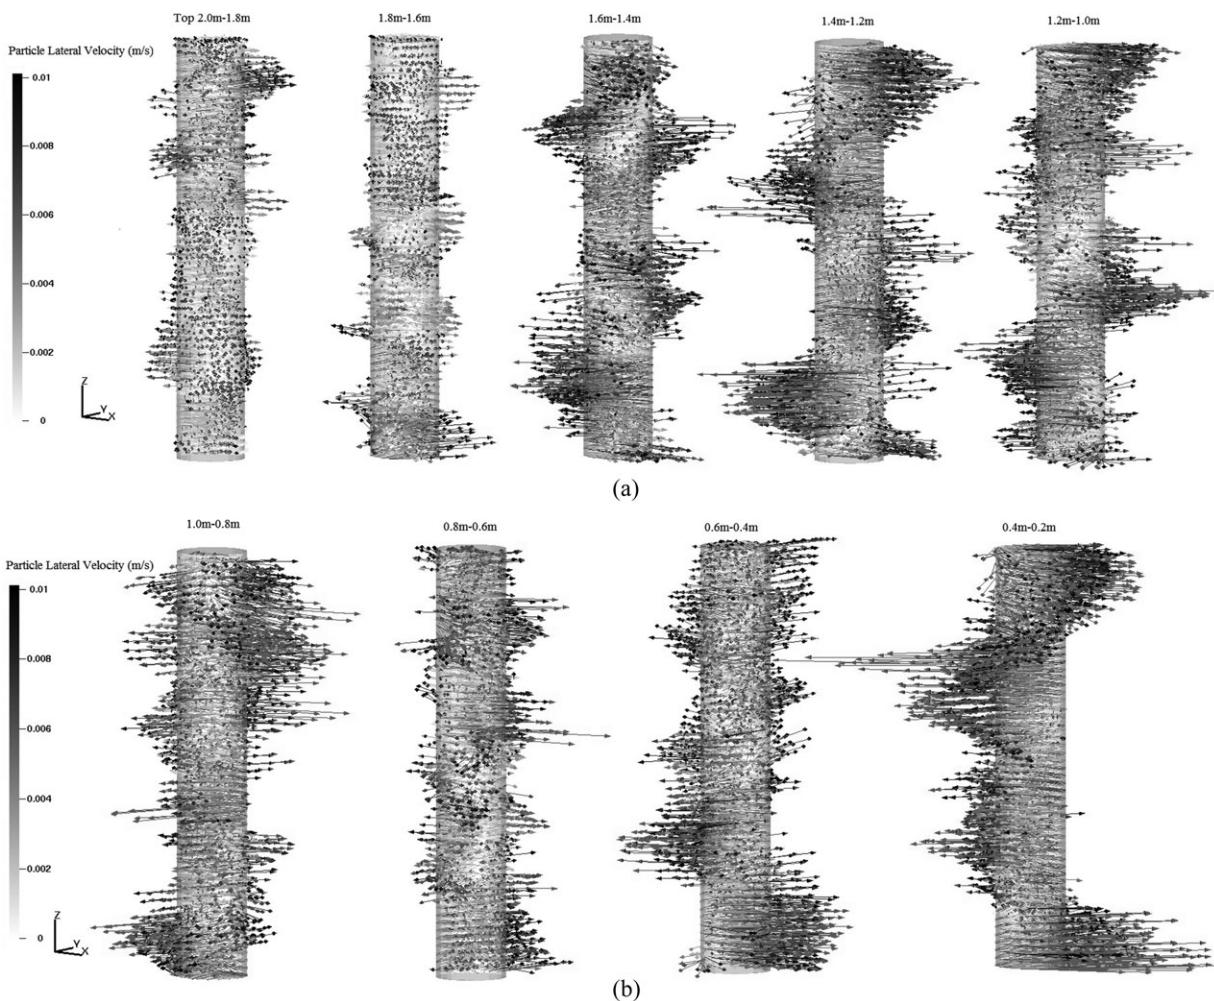 Top 2.0m-1.8m
1.8m-1.6m
1.6m-1.4m
1.4m-1.2m
1.2m-1.0m
Particle Lateral Velocity (m/s)
0.01
0.008
0.006
0.004
0.002
0
Z
Y
X
(a)
1.0m-0.8m
0.8m-0.6m
0.6m-0.4m
0.4m-0.2m
Particle Lateral Velocity (m/s)
0.01
0.008
0.006
0.004
0.002
0
Z
Y
X
(b)